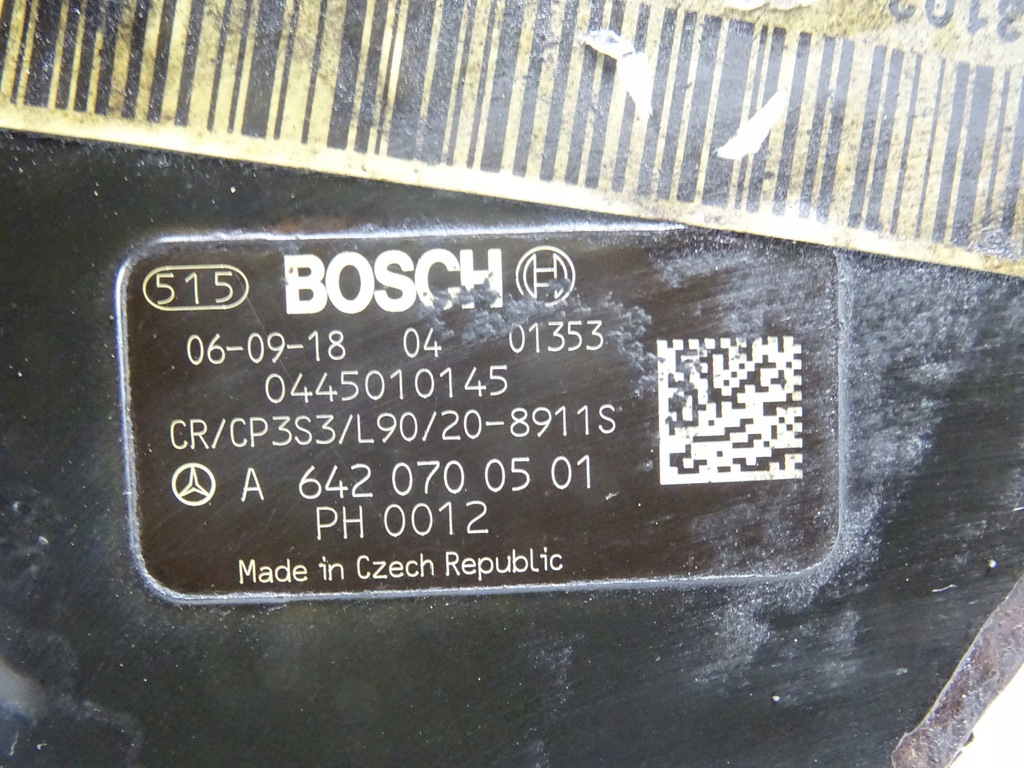 515 BOSCH
06-09-18 04 01353
0445010145
CR/CP3S3/L90/20-8911S
A 642 070 05 01
PH 0012
Made in Czech Republic